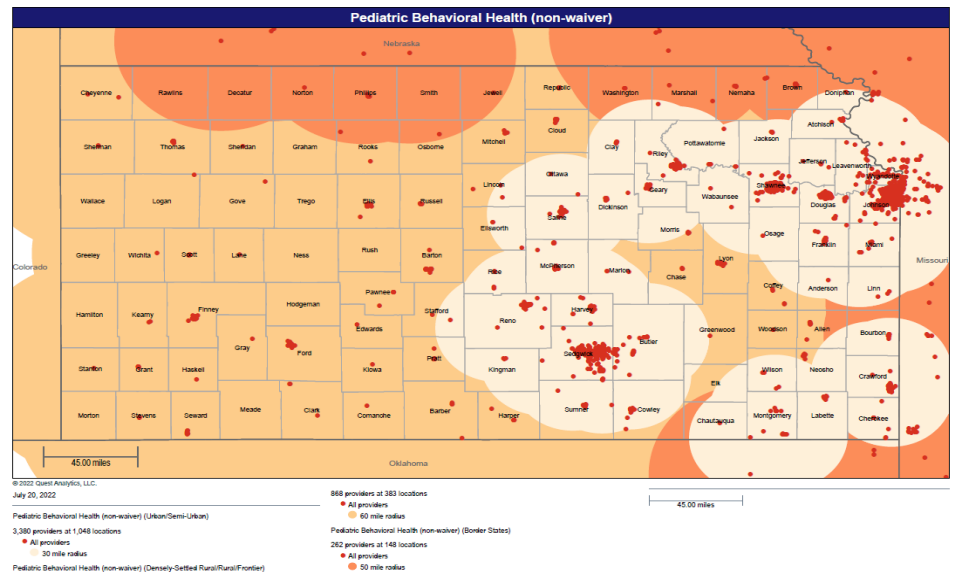 Pediatric Behavioral Health (non-waiver)
Nebraska
Cheyenne Rawlins Decatur Norton Phillips Smith Jewell Republic Washington Marshall Nemaha Brown Doniphan
Sherman Thomas Sheridan Graham Rooks Osborne Mitchell Cloud Clay Riley Pottawatomie Jackson Atchison
Jefferson Leavenworth Wyandotte
Wallace Logan Gove Trego Ellis Russell Lincoln Ottawa Saline Dickinson Geary Wabaunsee Shawnee Douglas Johnson
Greeley Wichita Scott Lane Ness Rush Barton Ellsworth McPherson Marion Morris Osage Franklin Miami
Colorado
Missouri
Hamilton Kearny Finney Hodgeman Pawnee Stafford Rice Reno Harvey Chase Lyon Coffey Anderson Linn
Stanton Grant Haskell Gray Ford Edwards Kiowa Pratt Kingman Sedgwick Butler Greenwood Woodson Allen Bourbon
Wilson Neosho Crawford
Morton Stevens Seward Meade Clark Comanche Barber Harper Sumner Cowley Elk Chautauqua Montgomery Labette Cherokee
45.00 miles
Oklahoma
© 2022 Quest Analytics, LLC.
July 20, 2022
Pediatric Behavioral Health (non-waiver) (Urban/Semi-Urban)
3,380 providers at 1,048 locations
All providers
30 mile radius
Pediatric Behavioral Health (non-waiver) (Densely-Settled Rural/Rural/Frontier)
868 providers at 383 locations
All providers
60 mile radius
Pediatric Behavioral Health (non-waiver) (Border States)
262 providers at 148 locations
All providers
50 mile radius
45.00 miles